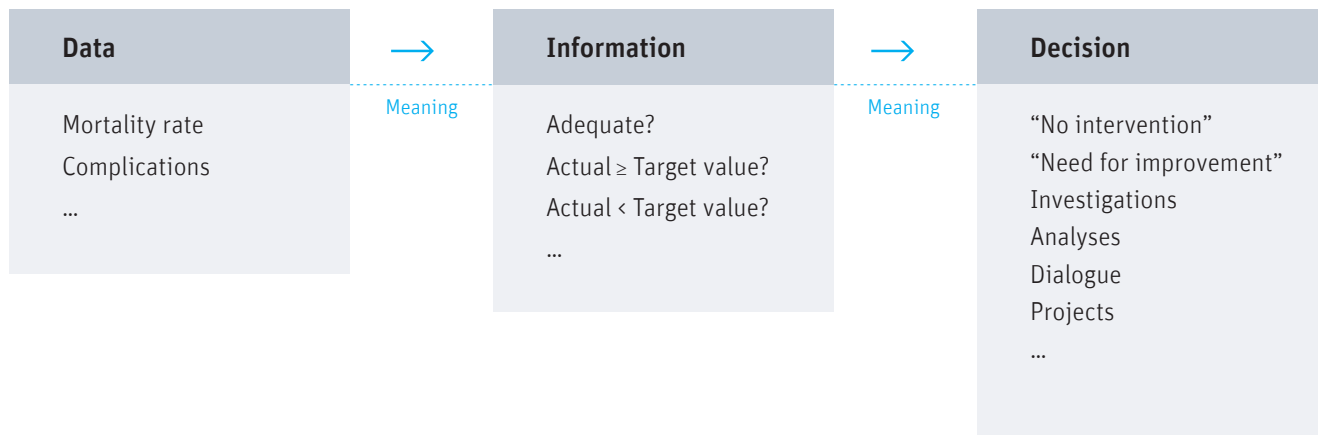 Data
Mortality rate
Complications
...
→
Meaning
Information
Adequate?
Actual ≥ Target value?
Actual < Target value?
...
→
Meaning
Decision
“No intervention”
“Need for improvement”
Investigations
Analyses
Dialogue
Projects
...